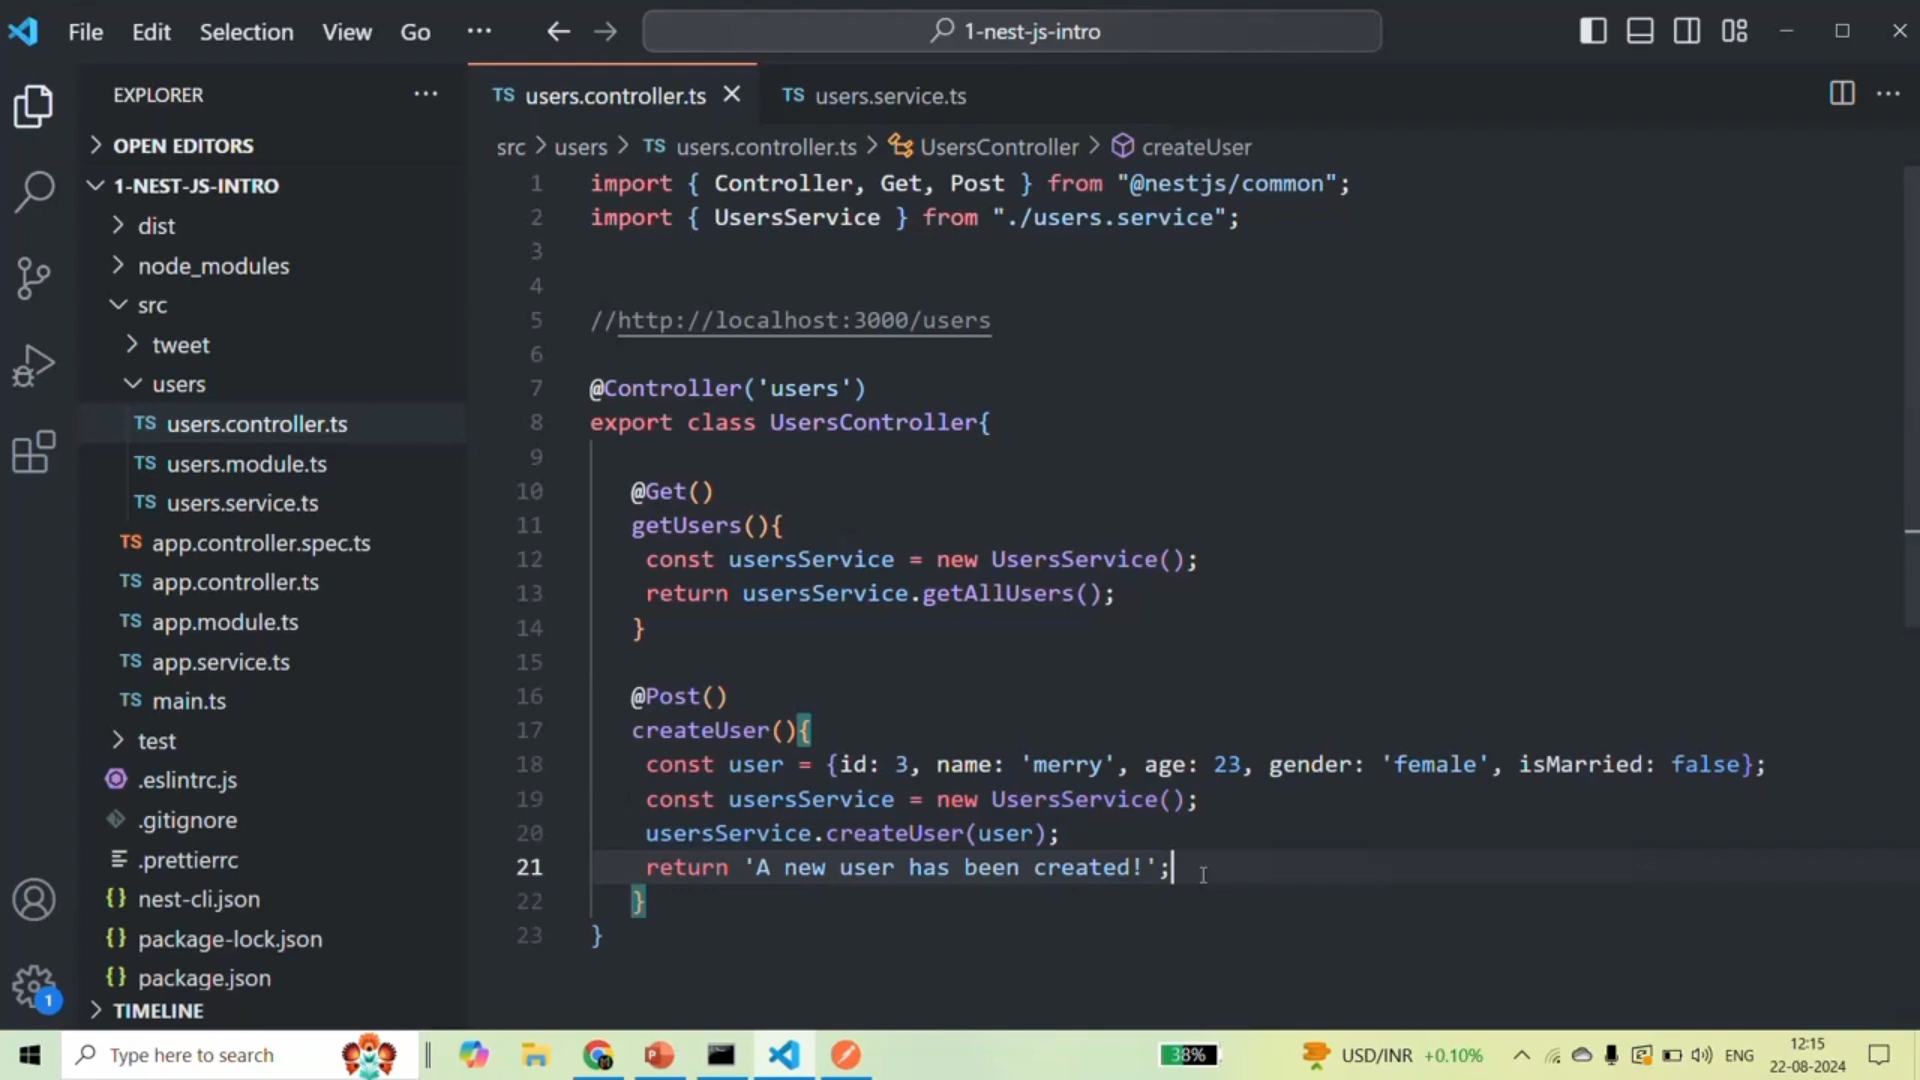 File Edit Selection View Go ··· 1-nest-js-intro
EXPLORER ···
OPEN EDITORS
1-NEST-JS-INTRO
dist
node_modules
src
tweet
users
TS users.controller.ts
TS users.module.ts
TS users.service.ts
TS app.controller.spec.ts
TS app.controller.ts
TS app.module.ts
TS app.service.ts
TS main.ts
test
.eslintrc.js
.gitignore
.prettierrc
{} nest-cli.json
{} package-lock.json
{} package.json
TIMELINE
1
TS users.controller.ts TS users.service.ts ···
src > users > TS users.controller.ts > UsersController > createUser
1 import { Controller, Get, Post } from "@nestjs/common";
2 import { UsersService } from "./users.service";
3
4
5 //http://localhost:3000/users
6
7 @Controller('users')
8 export class UsersController{
9
10 @Get()
11 getUsers(){
12 const usersService = new UsersService();
13 return usersService.getAllUsers();
14 }
15
16 @Post()
17 createUser(){
18 const user = {id: 3, name: 'merry', age: 23, gender: 'female', isMarried: false};
19 const usersService = new UsersService();
20 usersService.createUser(user);
21 return 'A new user has been created!';
22 }
23 }
Type here to search 38% USD/INR +0.10% ENG 12:15
22-08-2024